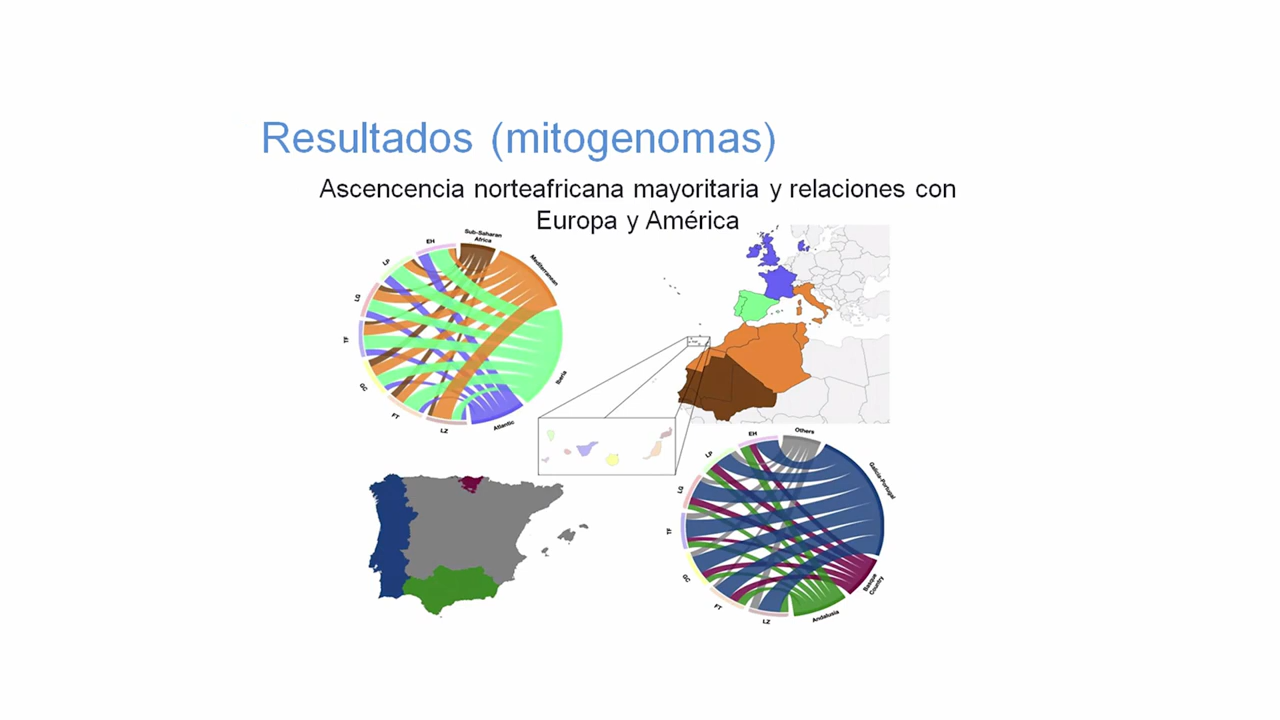 Resultados (mitogenomas)
Ascencencia norteafricana mayoritaria y relaciones con
Europa y América
Sub-Saharan
Africa
Mediterranean
Iberia
Atlantic
LZ
FT
GC
TF
LG
LP
EH
Others
Galicia-Portugal
Basque
Country
Andalusia
LZ
FT
GC
TF
LG
LP
EH